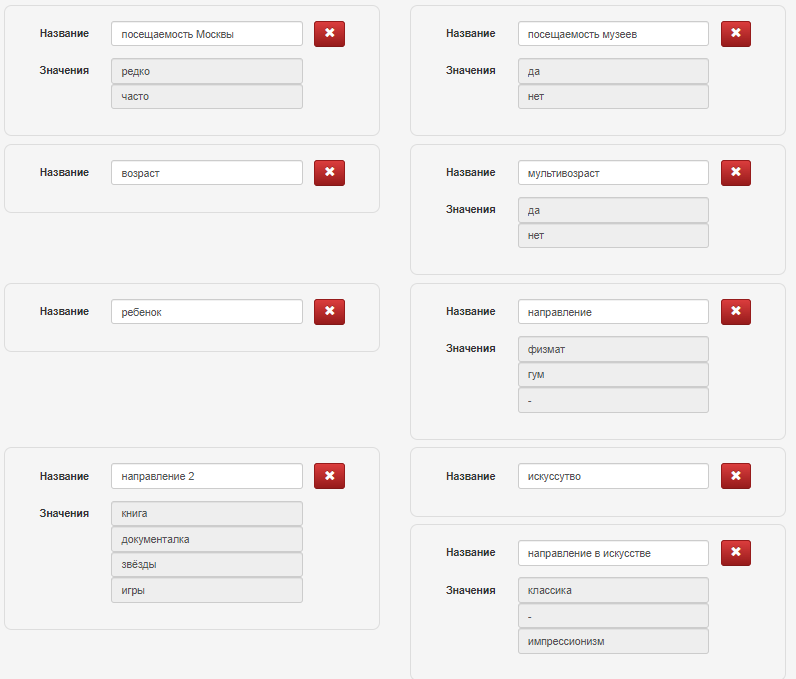 Название посещаемость Москвы
Значения редко
часто
Название посещаемость музеев
Значения да
нет
Название возраст
Название мультивозраст
Значения да
нет
Название ребенок
Название направление
Значения физмат
гум
-
Название направление 2
Значения книга
документалка
звёзды
игры
Название искуссутво
Название направление в искусстве
Значения классика
-
импрессионизм